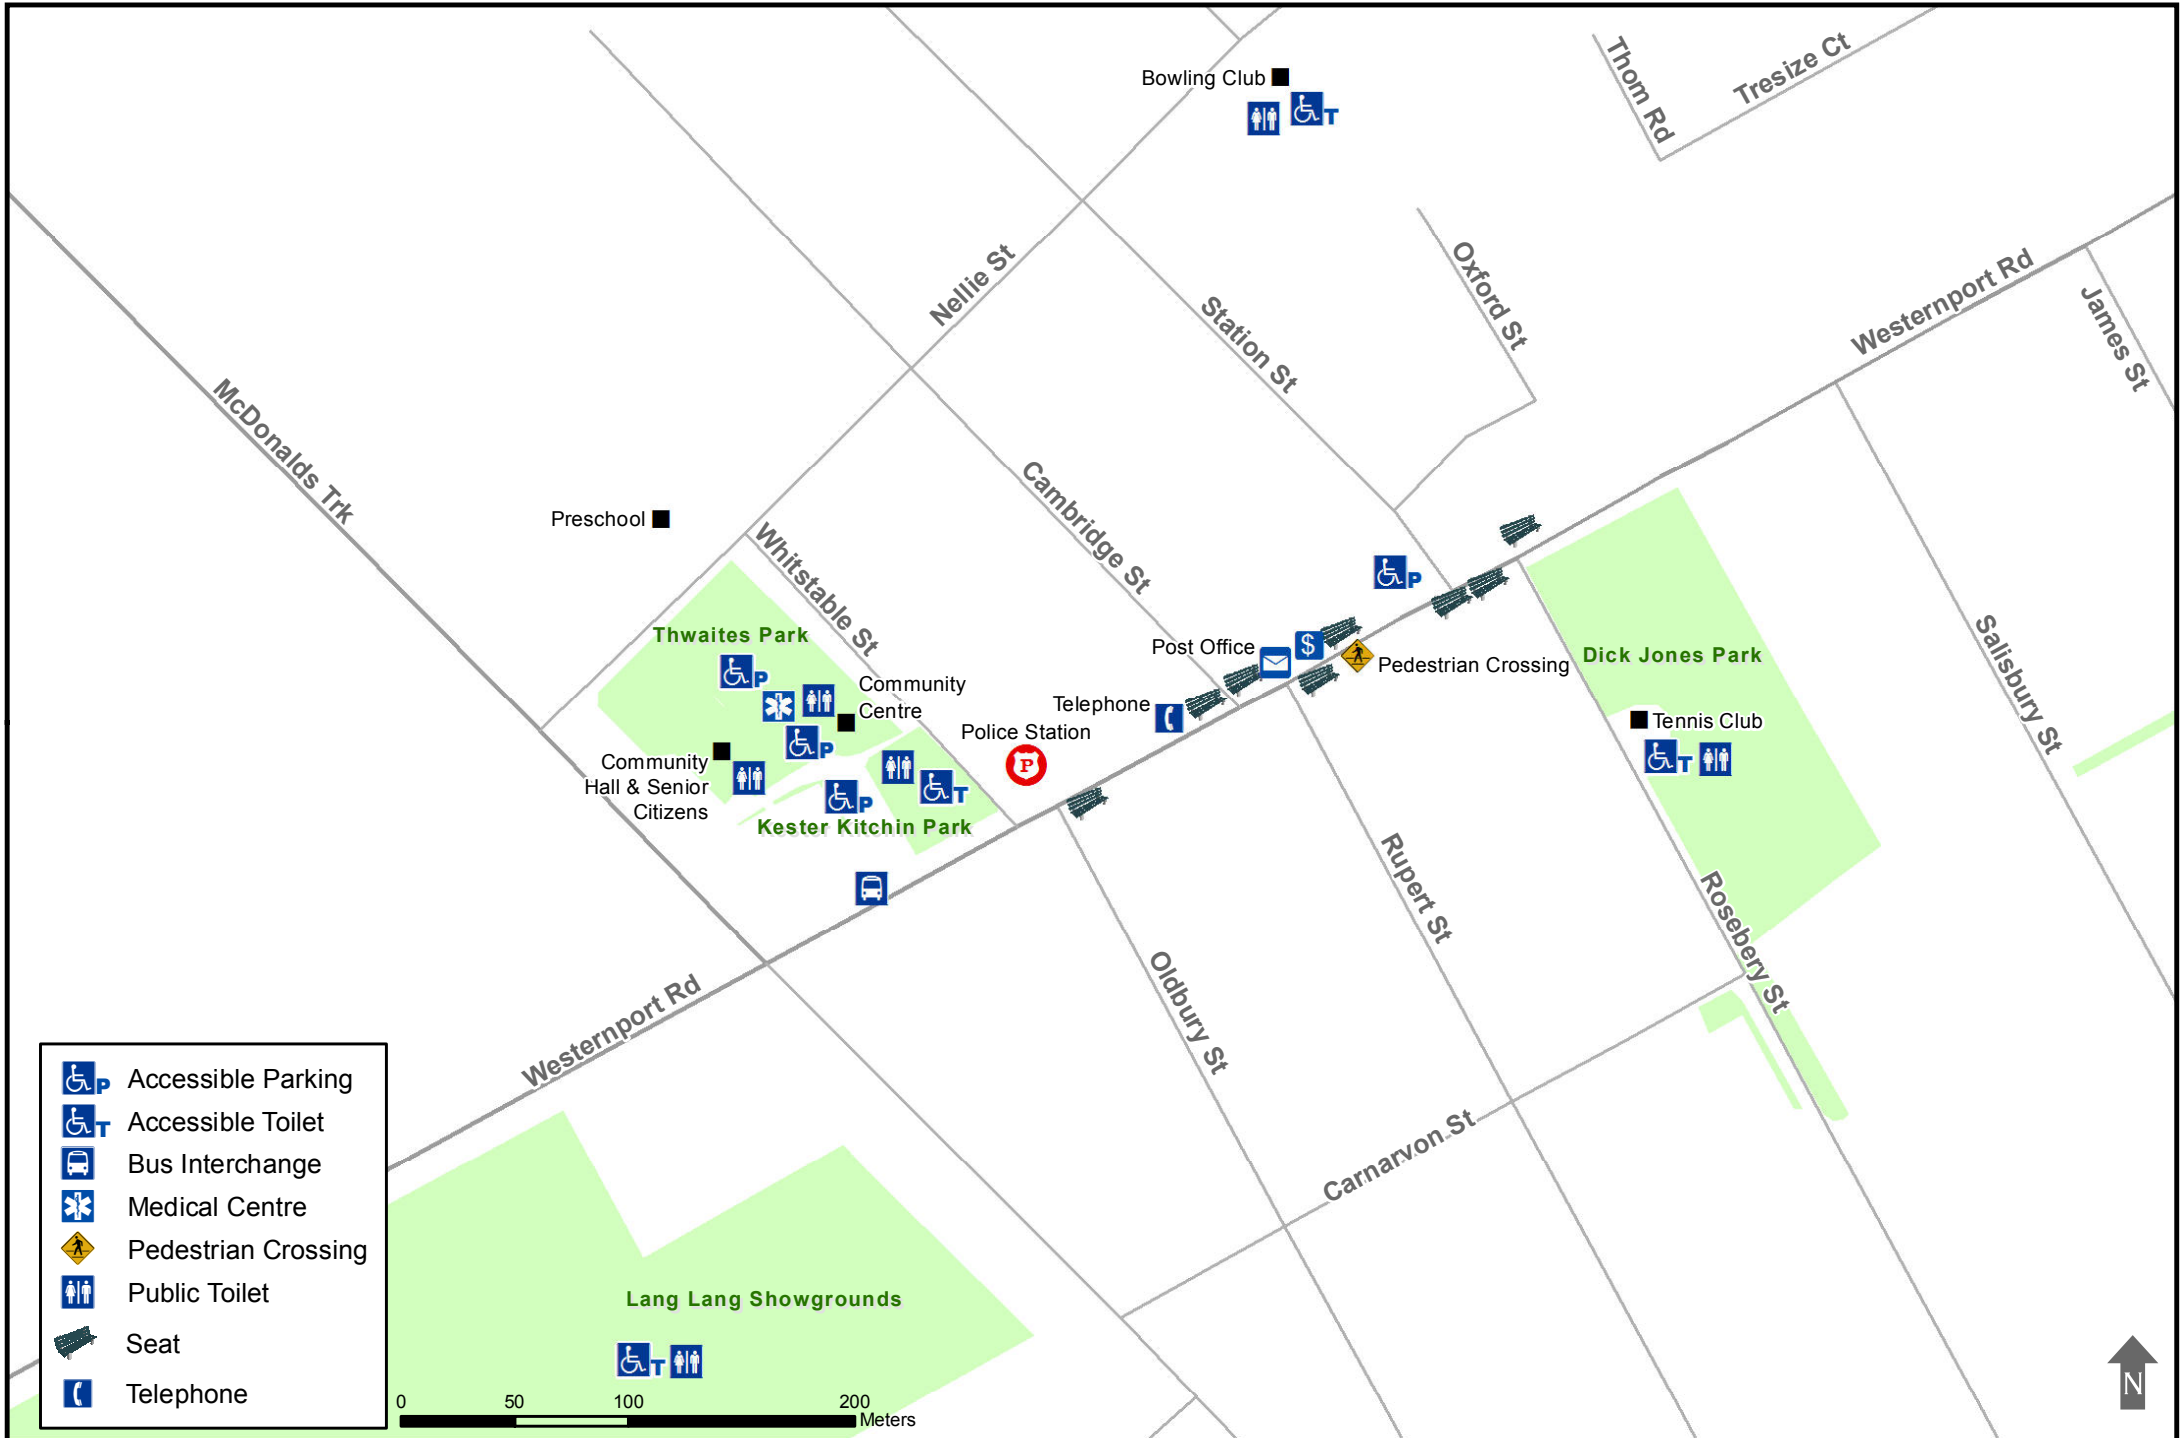 Bowling Club
T
Thom Rd
Tresize Ct
Nellie St
Station St
Oxford St
Westernport Rd
James St
McDonalds Trk
Preschool
Whitstable St
Cambridge St
P
Thwaites Park
P
Community
Centre
Post Office
$
Pedestrian Crossing
Dick Jones Park
Salisbury St
Telephone
Police Station
P
Tennis Club
T
P
Community
Hall & Senior
Citizens
T
P
Kester Kitchin Park
Rupert St
Rosebery St
Oldbury St
Westernport Rd
Carnarvon St
P Accessible Parking
T Accessible Toilet
Bus Interchange
Medical Centre
Pedestrian Crossing
Public Toilet
Seat
Telephone
Lang Lang Showgrounds
T
0 50 100 200
Meters
N